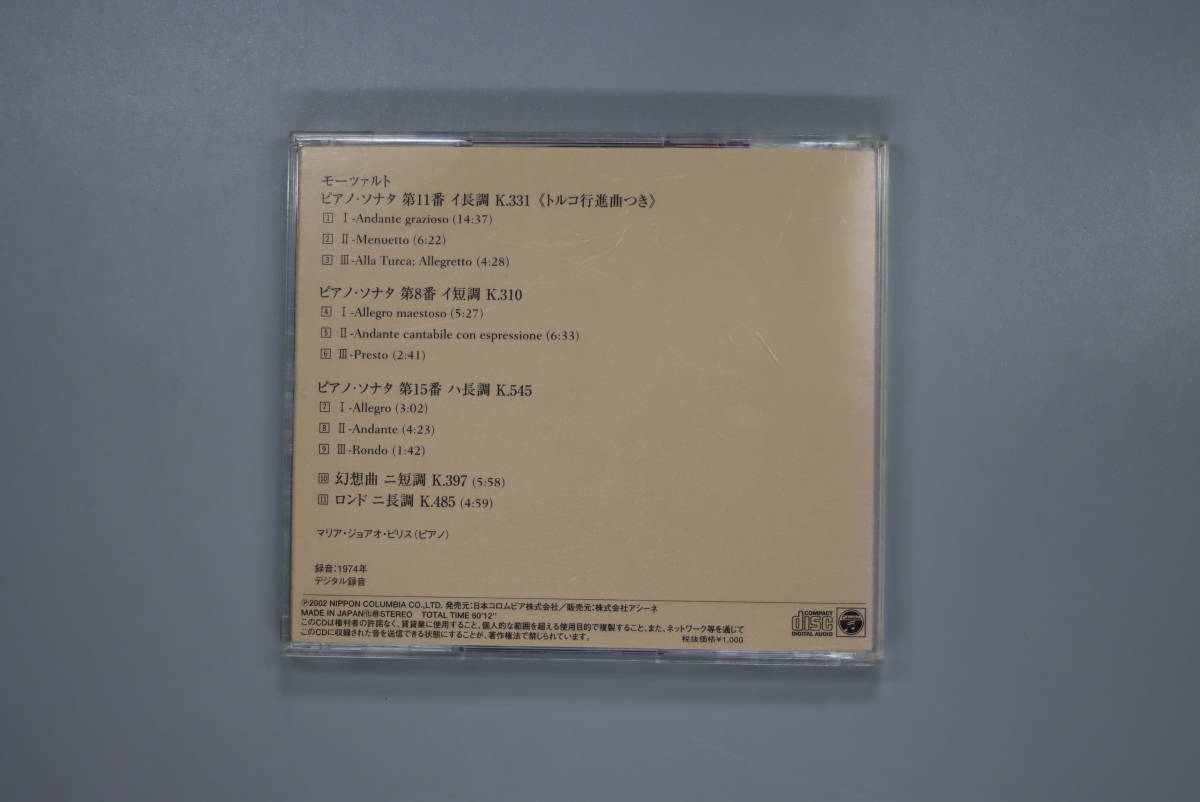 モーツァルト
ピアノ・ソナタ 第11番 イ長調 K.331《トルコ行進曲つき》
1 Ⅰ-Andante grazioso (14:37)
2 Ⅱ-Menuetto (6:22)
3 Ⅲ-Alla Turca; Allegretto (4:28)
ピアノ・ソナタ 第8番 イ短調 K.310
4 Ⅰ-Allegro maestoso (5:27)
5 Ⅱ-Andante cantabile con espressione (6:33)
6 Ⅲ-Presto (2:41)
ピアノ・ソナタ 第15番 ハ長調 K.545
7 Ⅰ-Allegro (3:02)
8 Ⅱ-Andante (4:23)
9 Ⅲ-Rondo (1:42)
10 幻想曲 ニ短調 K.397 (5:58)
11 ロンド ニ長調 K.485 (4:59)
マリア・ジョアオ・ピリス(ピアノ)
録音:1974年
デジタル録音
Ⓟ2002 NIPPON COLUMBIA CO.,LTD. 発売元:日本コロムビア株式会社/販売元:株式会社アシーネ
MADE IN JAPAN STEREO TOTAL TIME 60'12"
このCDは権利者の許諾なく、賃貸業に使用すること、個人的な範囲を超える使用目的で複製すること、また、ネットワーク等を通じて
このCDに収録された音を送信できる状態にすることが、著作権法で禁じられています。
税抜価格¥1,000
COMPACT
disc
DIGITAL AUDIO